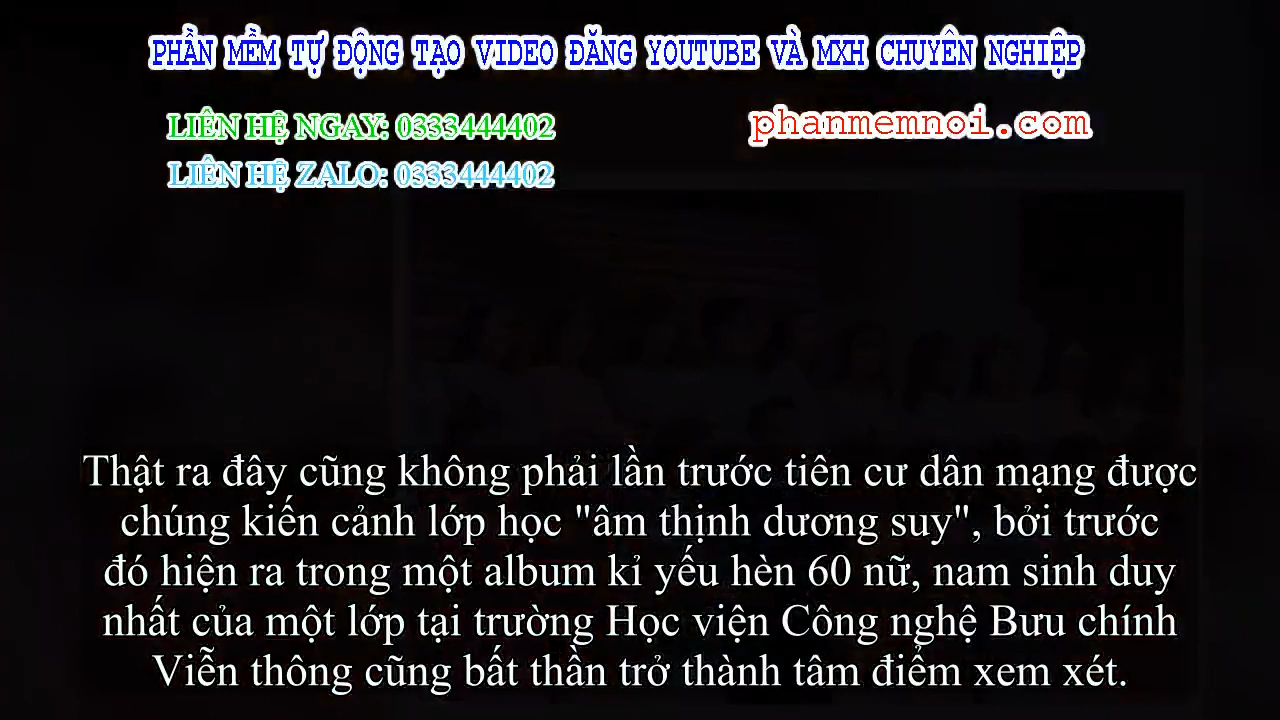 PHẦN MỀM TỰ ĐỘNG TẠO VIDEO ĐĂNG YOUTUBE VÀ MXH CHUYÊN NGHIỆP
LIÊN HỆ NGAY: 0333444402
phanmemnoi.com
LIÊN HỆ ZALO: 0333444402
Thật ra đây cũng không phải lần trước tiên cư dân mạng được
chúng kiến cảnh lớp học "âm thịnh dương suy", bởi trước
đó hiện ra trong một album kỉ yếu hèn 60 nữ, nam sinh duy
nhất của một lớp tại trường Học viện Công nghệ Bưu chính
Viễn thông cũng bất thần trở thành tâm điểm xem xét.